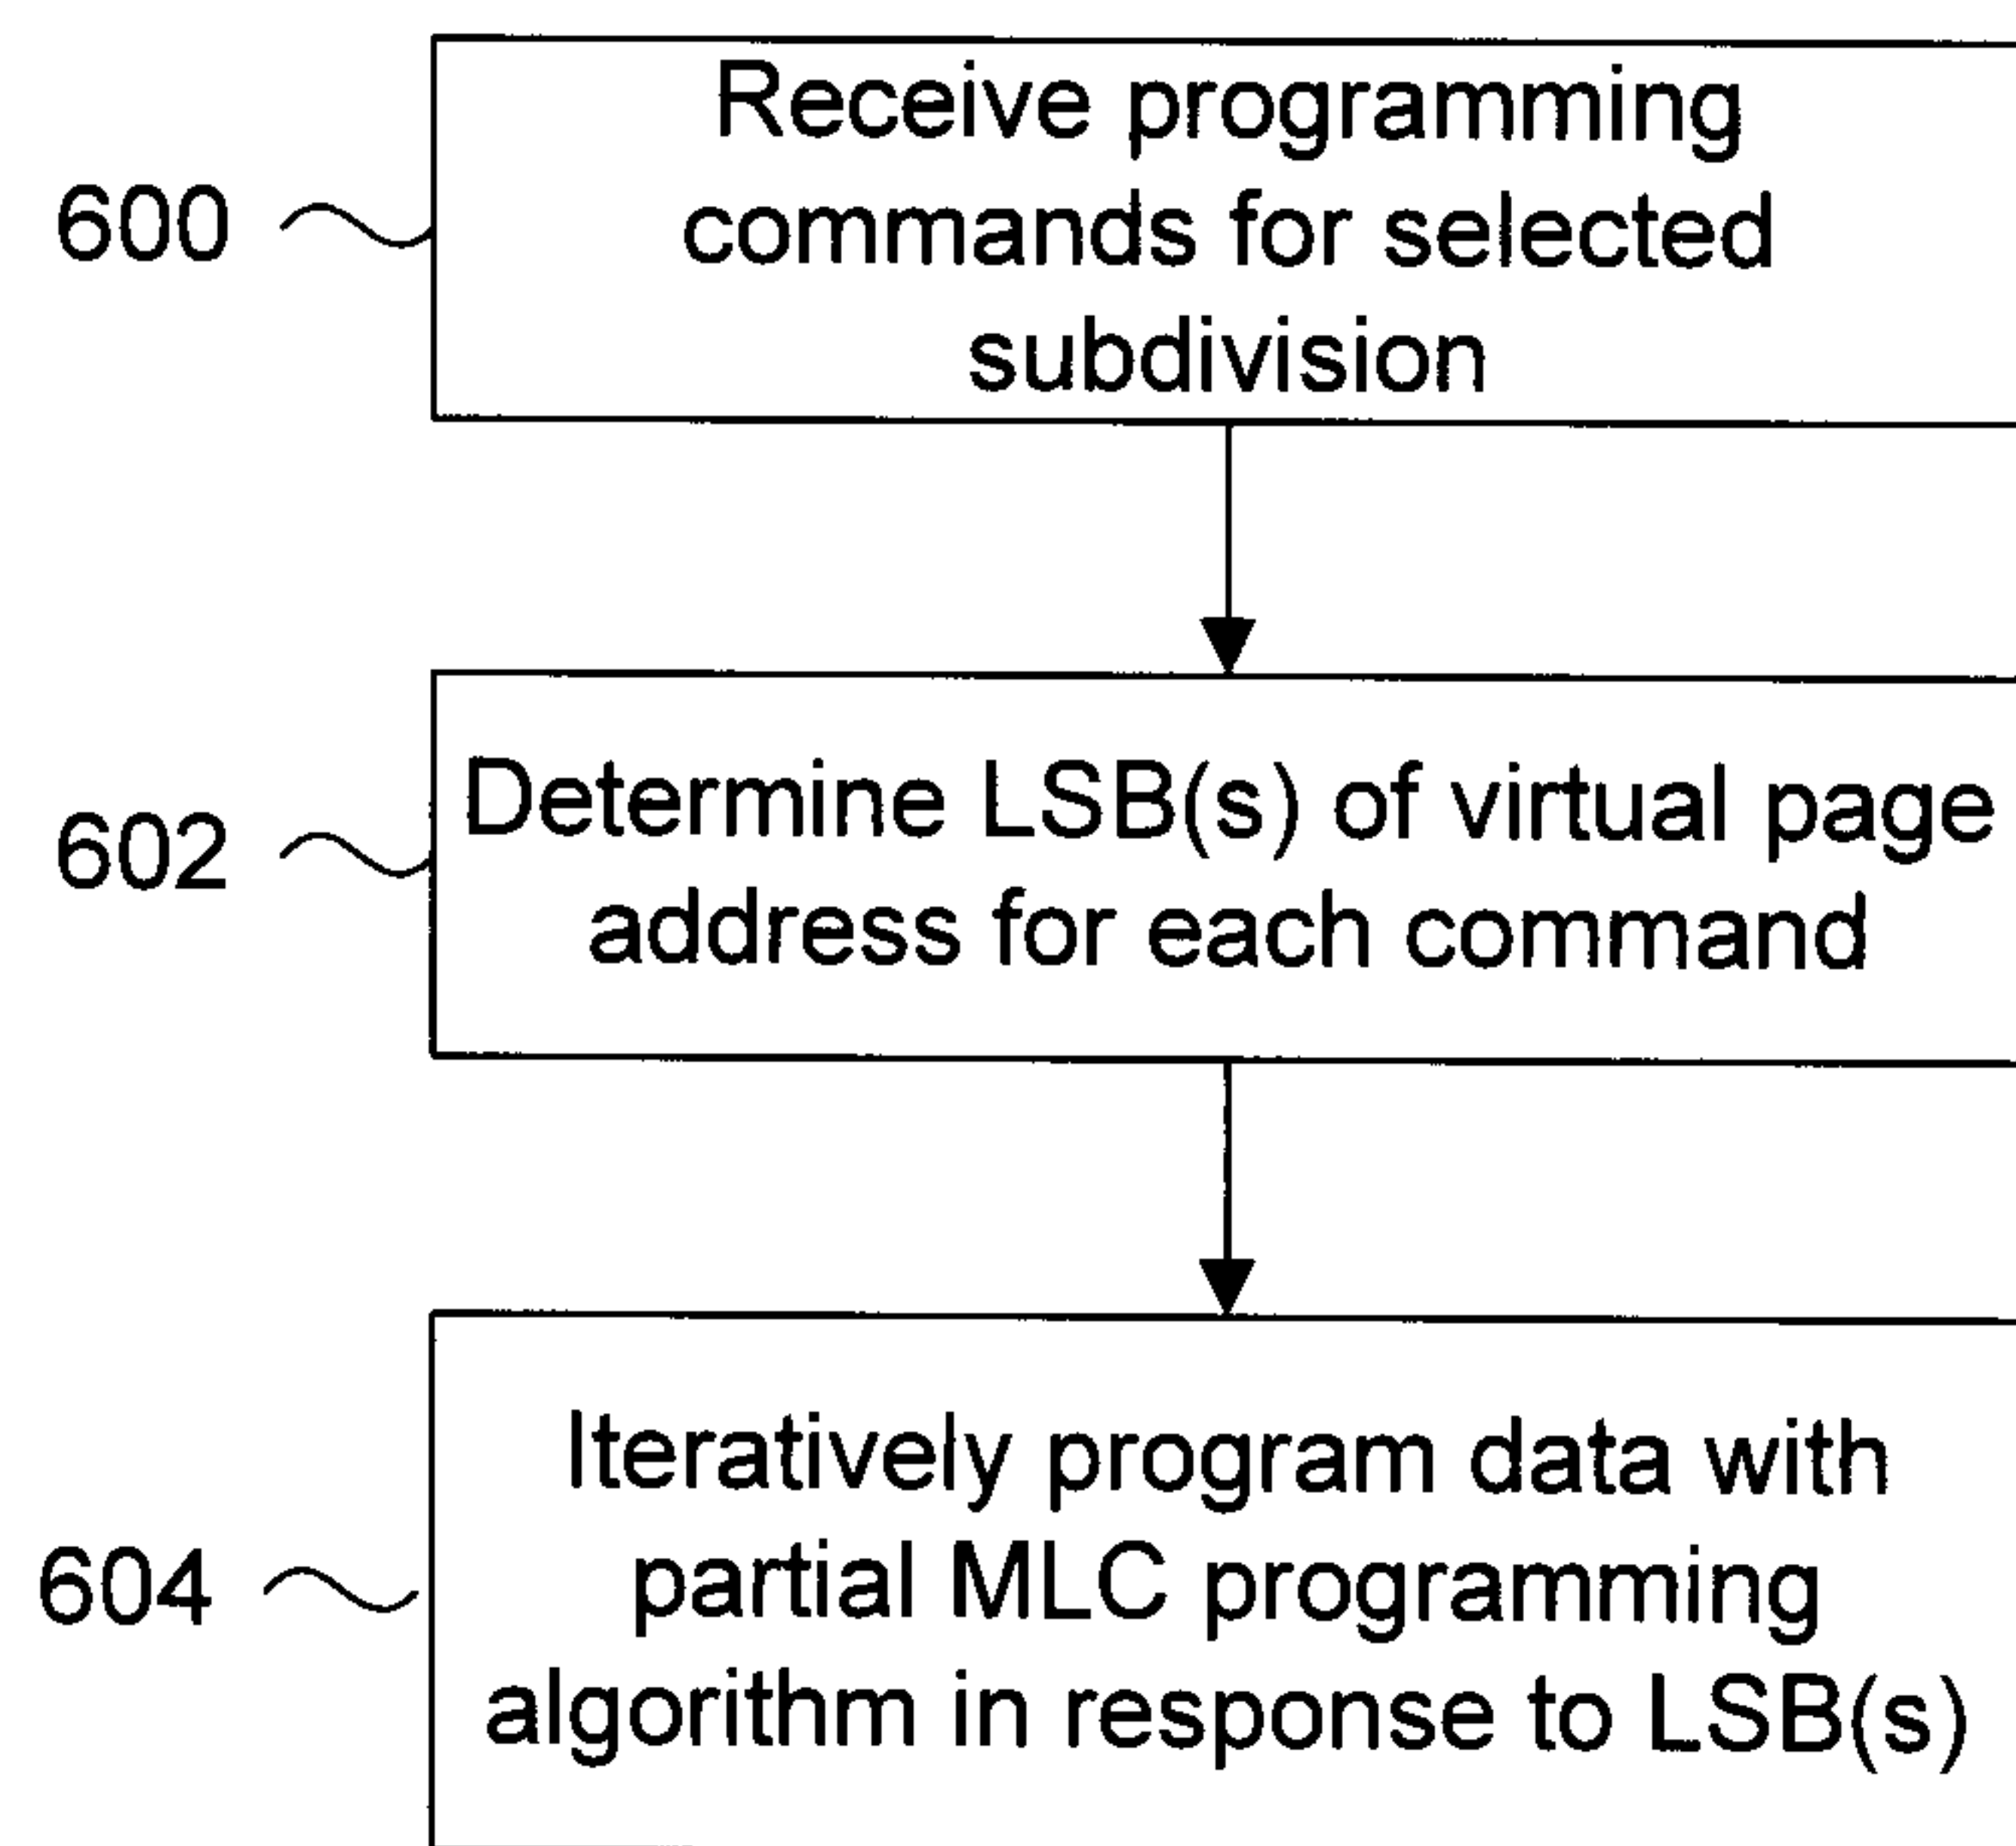 Receive programming
600
commands for selected
subdivision
Determine LSB(s) of virtual page
602
address for each command
Iteratively program data with
604
partial MLC programming
algorithm in response to LSB(s)